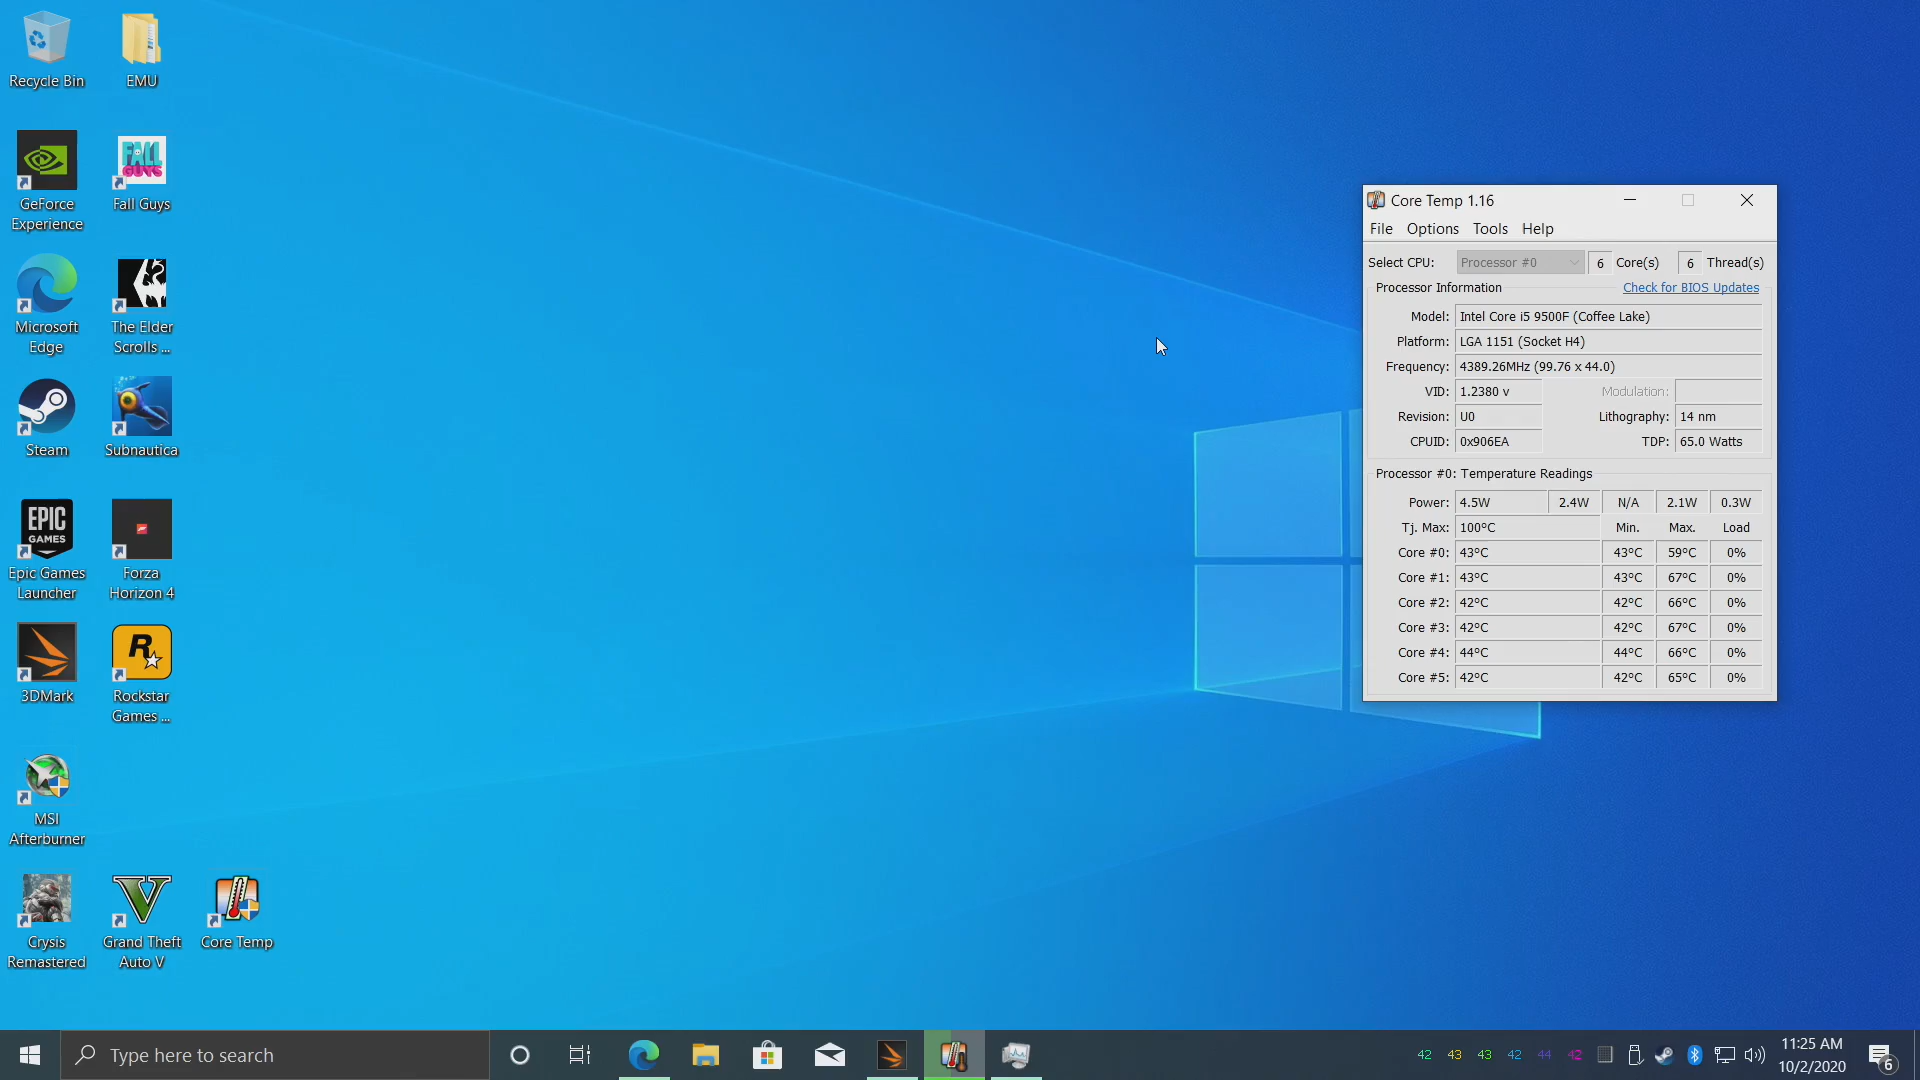 Recycle Bin
EMU
GeForce
Experience
FALL
GUYS
Fall Guys
Microsoft
Edge
The Elder
Scrolls ...
Steam
Subnautica
EPIC
GAMES
Epic Games
Launcher
Forza
Horizon 4
3DMark
R
Rockstar
Games ...
MSI
Afterburner
Crysis
Remastered
V
Grand Theft
Auto V
Core Temp
Core Temp 1.16
File Options Tools Help
Select CPU: Processor #0 6 Core(s) 6 Thread(s)
Processor Information Check for BIOS Updates
Model: Intel Core i5 9500F (Coffee Lake)
Platform: LGA 1151 (Socket H4)
Frequency: 4389.26MHz (99.76 x 44.0)
VID: 1.2380 v Modulation:
Revision: U0 Lithography: 14 nm
CPUID: 0x906EA TDP: 65.0 Watts
Processor #0: Temperature Readings
Power: 4.5W 2.4W N/A 2.1W 0.3W
Tj. Max: 100°C Min. Max. Load
Core #0: 43°C 43°C 59°C 0%
Core #1: 43°C 43°C 67°C 0%
Core #2: 42°C 42°C 66°C 0%
Core #3: 42°C 42°C 67°C 0%
Core #4: 44°C 44°C 66°C 0%
Core #5: 42°C 42°C 65°C 0%
Type here to search
42 43 43 42 44 42
11:25 AM
10/2/2020
6